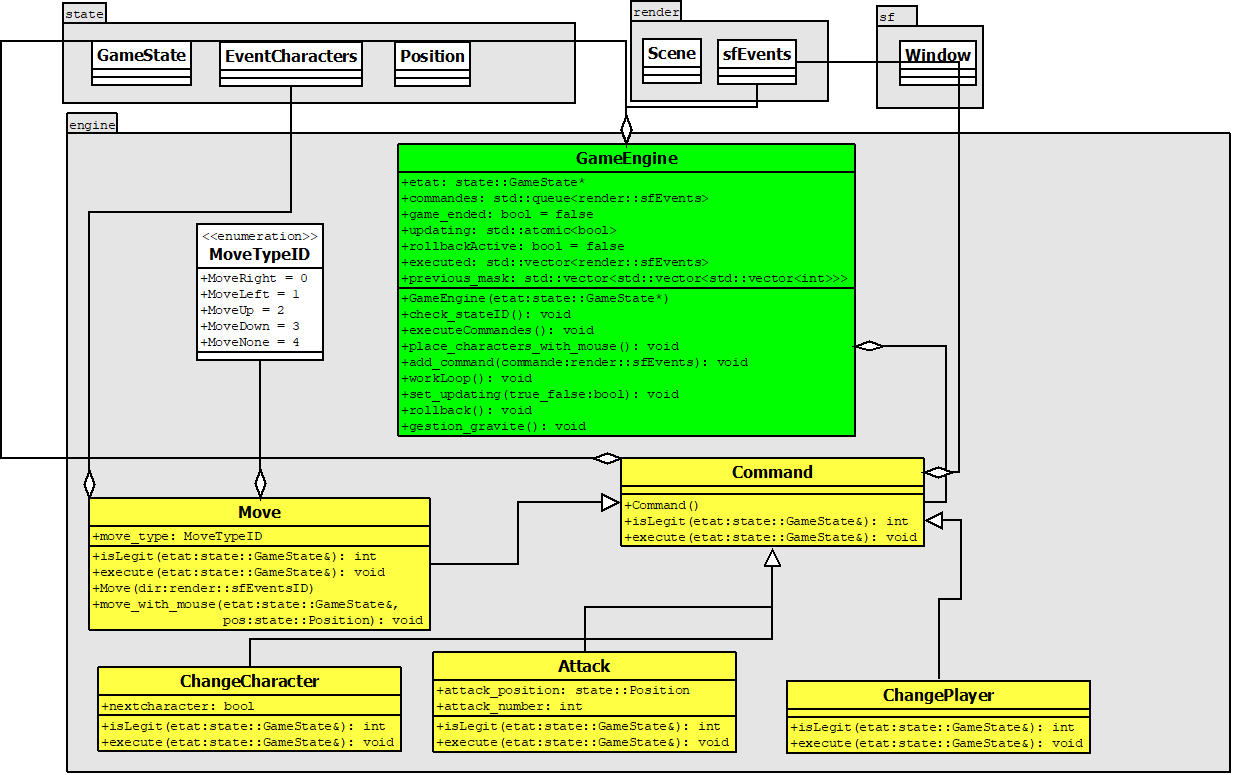 state
GameState
EventCharacters
Position
render
Scene
sfEvents
sf
Window
engine
GameEngine
+etat: state::GameState*
+commandes: std::queue<render::sfEvents>
+game_ended: bool = false
+updating: std::atomic<bool>
+rollbackActive: bool = false
+executed: std::vector<render::sfEvents>
+previous_mask: std::vector<std::vector<std::vector<int>>>
+GameEngine(etat:state::GameState*)
+check_stateID(): void
+executeCommandes(): void
+place_characters_with_mouse(): void
+add_command(commande:render::sfEvents): void
+workLoop(): void
+set_updating(true_false:bool): void
+rollback(): void
+gestion_gravite(): void
<<enumeration>>
MoveTypeID
+MoveRight = 0
+MoveLeft = 1
+MoveUp = 2
+MoveDown = 3
+MoveNone = 4
Command
+Command()
+isLegit(etat:state::GameState&): int
+execute(etat:state::GameState&): void
Move
+move_type: MoveTypeID
+isLegit(etat:state::GameState&): int
+execute(etat:state::GameState&): void
+Move(dir:render::sfEventsID)
+move_with_mouse(etat:state::GameState&,
pos:state::Position): void
ChangeCharacter
+nextcharacter: bool
+isLegit(etat:state::GameState&): int
+execute(etat:state::GameState&): void
Attack
+attack_position: state::Position
+attack_number: int
+isLegit(etat:state::GameState&): int
+execute(etat:state::GameState&): void
ChangePlayer
+isLegit(etat:state::GameState&): int
+execute(etat:state::GameState&): void